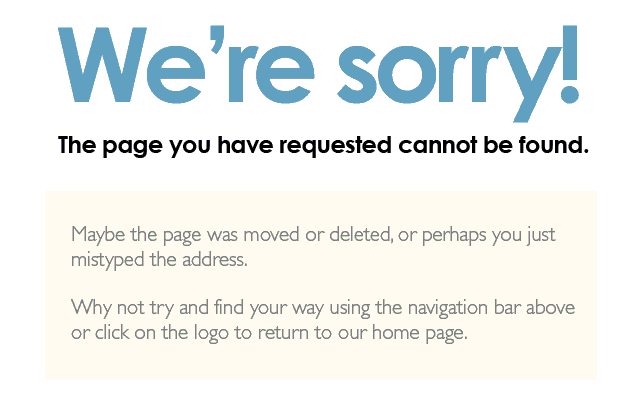 We're sorry!
The page you have requested cannot be found.
Maybe the page was moved or deleted, or perhaps you just
mistyped the address.
Why not try and find your way using the navigation bar above
or click on the logo to return to our home page.